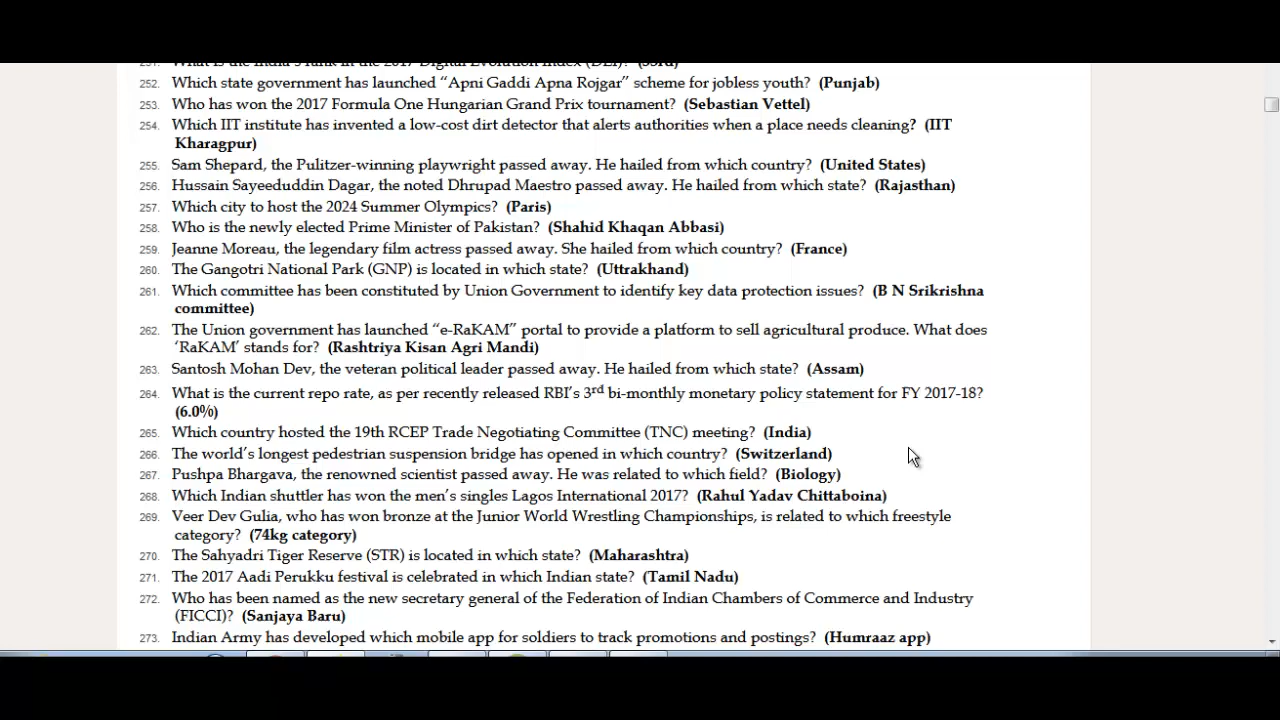 251. What is the India's rank in the 2017 Digital Evolution Index (DEI)? (53rd)
252. Which state government has launched “Apni Gaddi Apna Rojgar” scheme for jobless youth? (Punjab)
253. Who has won the 2017 Formula One Hungarian Grand Prix tournament? (Sebastian Vettel)
254. Which IIT institute has invented a low-cost dirt detector that alerts authorities when a place needs cleaning? (IIT
Kharagpur)
255. Sam Shepard, the Pulitzer-winning playwright passed away. He hailed from which country? (United States)
256. Hussain Sayeeduddin Dagar, the noted Dhrupad Maestro passed away. He hailed from which state? (Rajasthan)
257. Which city to host the 2024 Summer Olympics? (Paris)
258. Who is the newly elected Prime Minister of Pakistan? (Shahid Khaqan Abbasi)
259. Jeanne Moreau, the legendary film actress passed away. She hailed from which country? (France)
260. The Gangotri National Park (GNP) is located in which state? (Uttrakhand)
261. Which committee has been constituted by Union Government to identify key data protection issues? (B N Srikrishna
committee)
262. The Union government has launched “e-RaKAM” portal to provide a platform to sell agricultural produce. What does
‘RaKAM’ stands for? (Rashtriya Kisan Agri Mandi)
263. Santosh Mohan Dev, the veteran political leader passed away. He hailed from which state? (Assam)
264. What is the current repo rate, as per recently released RBI’s 3rd bi-monthly monetary policy statement for FY 2017-18?
(6.0%)
265. Which country hosted the 19th RCEP Trade Negotiating Committee (TNC) meeting? (India)
266. The world’s longest pedestrian suspension bridge has opened in which country? (Switzerland)
267. Pushpa Bhargava, the renowned scientist passed away. He was related to which field? (Biology)
268. Which Indian shuttler has won the men’s singles Lagos International 2017? (Rahul Yadav Chittaboina)
269. Veer Dev Gulia, who has won bronze at the Junior World Wrestling Championships, is related to which freestyle
category? (74kg category)
270. The Sahyadri Tiger Reserve (STR) is located in which state? (Maharashtra)
271. The 2017 Aadi Perukku festival is celebrated in which Indian state? (Tamil Nadu)
272. Who has been named as the new secretary general of the Federation of Indian Chambers of Commerce and Industry
(FICCI)? (Sanjaya Baru)
273. Indian Army has developed which mobile app for soldiers to track promotions and postings? (Humraaz app)